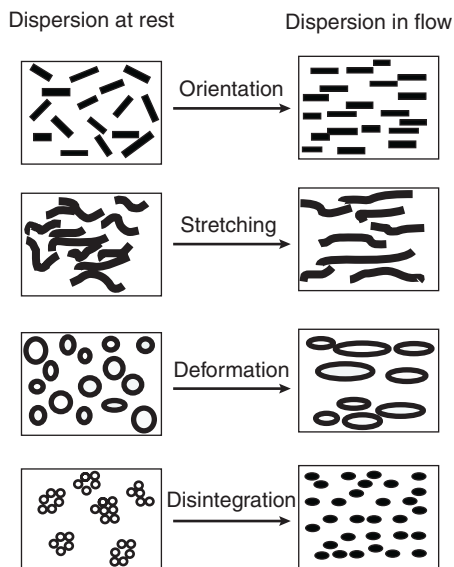 Dispersion at rest
Dispersion in flow
Orientation
Stretching
Deformation
Disintegration